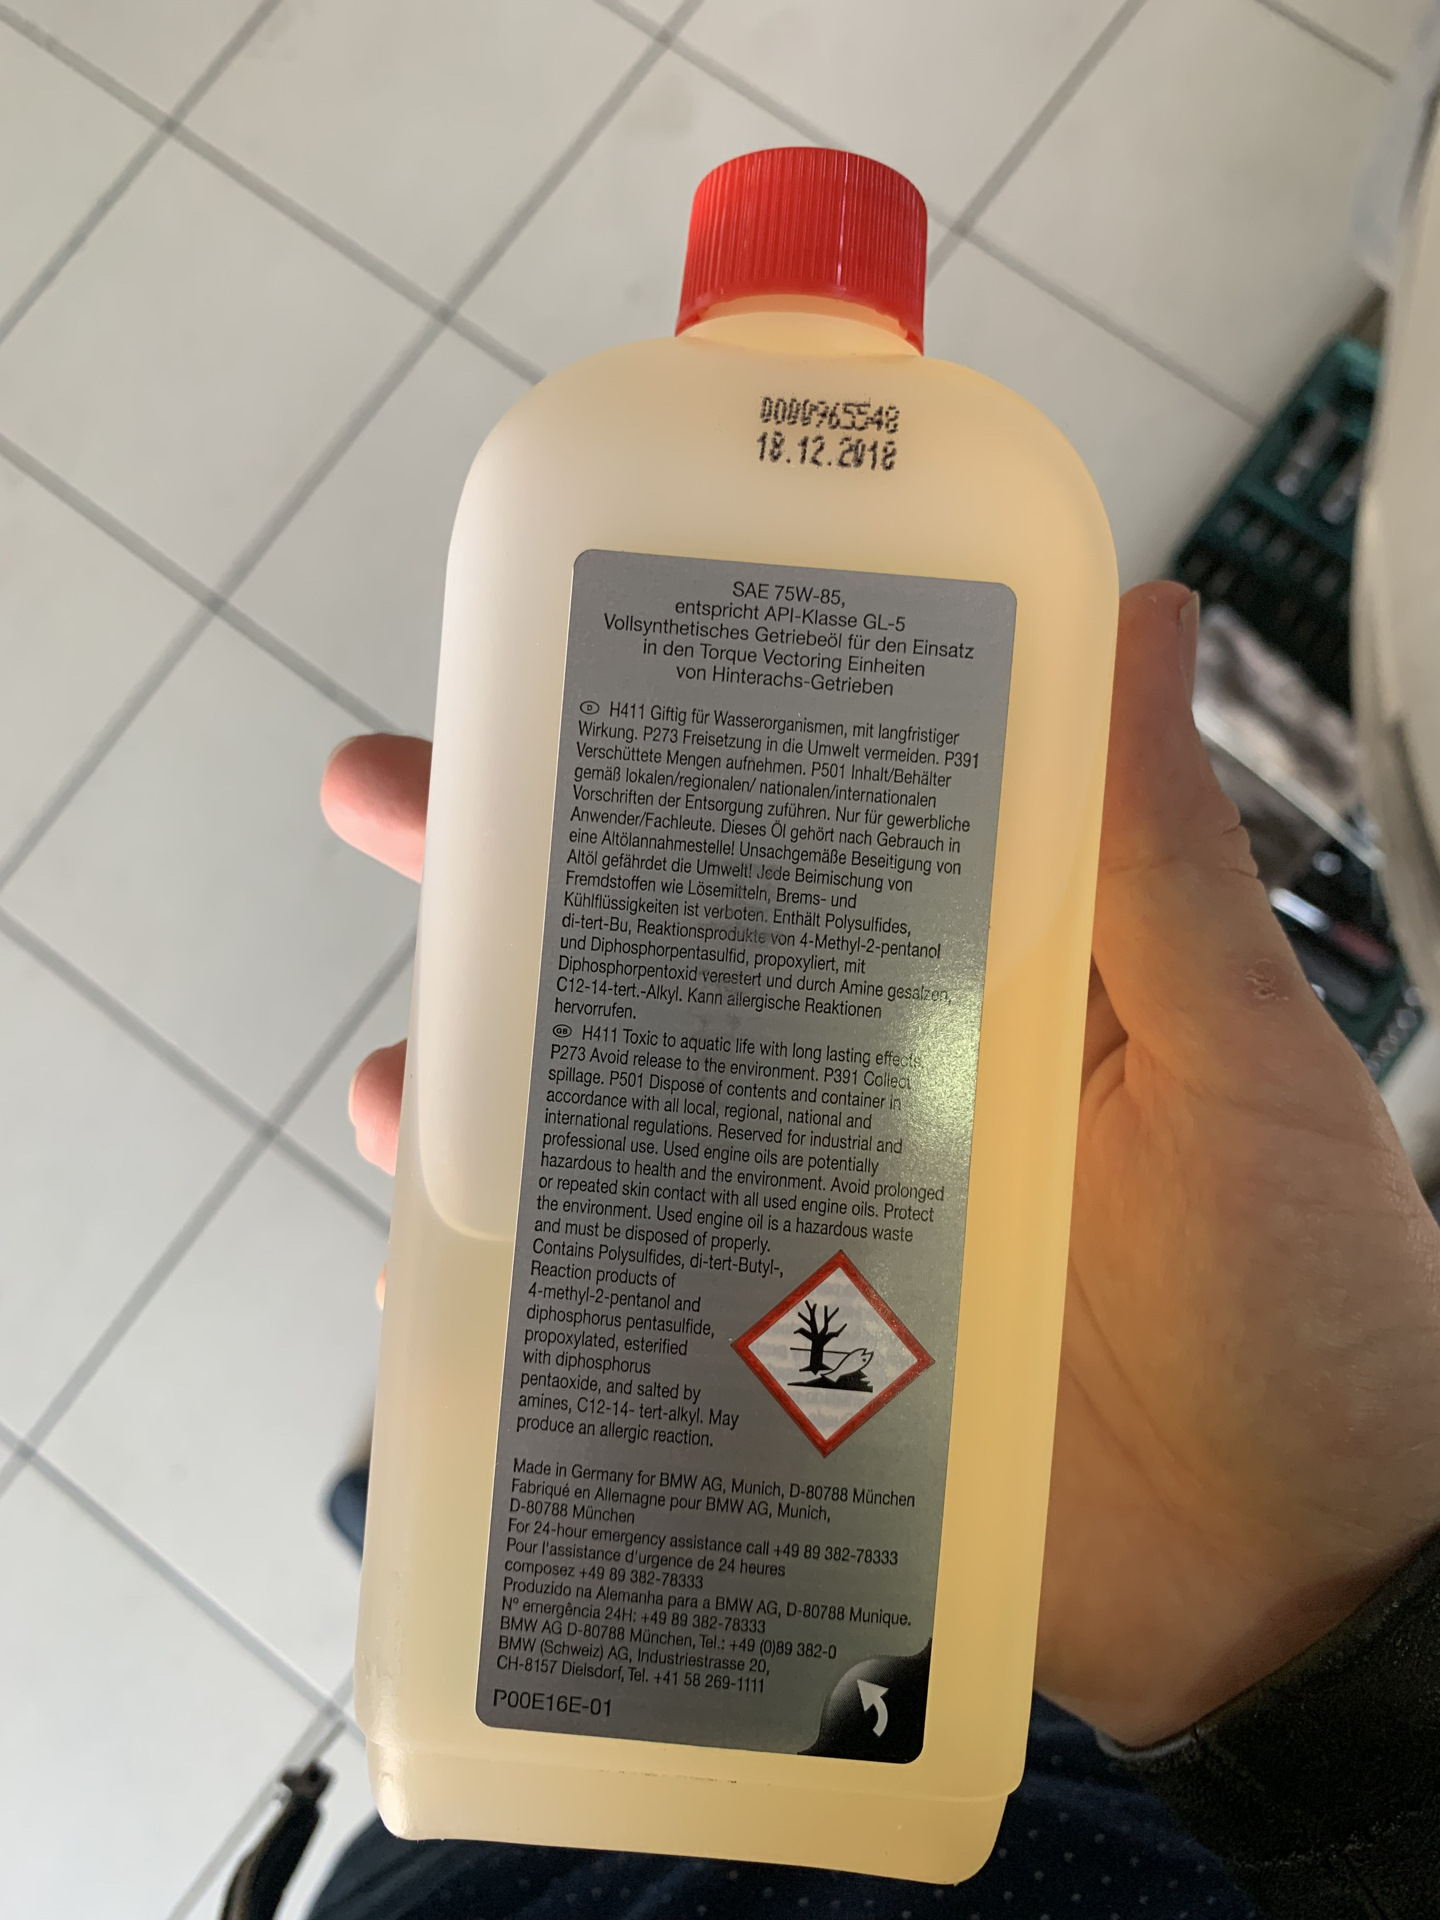 18.12.2018
SAE 75W-85,
entspricht API-Klasse GL-5
Vollsynthetisches Getriebeöl für den Einsatz
in den Torque Vectoring Einheiten
von Hinterachs-Getrieben
D H411 Giftig für Wasserorganismen, mit langfristiger
Wirkung. P273 Freisetzung in die Umwelt vermeiden. P391
Verschüttete Mengen aufnehmen. P501 Inhalt/Behälter
gemäß lokalen/regionalen/ nationalen/internationalen
Vorschriften der Entsorgung zuführen. Nur für gewerbliche
Anwender/Fachleute. Dieses Öl gehört nach Gebrauch in
eine Altölannahmestelle! Unsachgemäße Beseitigung von
Altöl gefährdet die Umwelt! Jede Beimischung von
Fremdstoffen wie Lösemitteln, Brems- und
Kühlflüssigkeiten ist verboten. Enthält Polysulfides,
di-tert-Bu, Reaktionsprodukte von 4-Methyl-2-pentanol
und Diphosphorpentasulfid, propoxyliert, mit
Diphosphorpentoxid verestert und durch Amine gesalzen,
C12-14-tert.-Alkyl. Kann allergische Reaktionen
hervorrufen.
GB H411 Toxic to aquatic life with long lasting effects.
P273 Avoid release to the environment. P391 Collect
spillage. P501 Dispose of contents and container in
accordance with all local, regional, national and
international regulations. Reserved for industrial and
professional use. Used engine oils are potentially
hazardous to health and the environment. Avoid prolonged
or repeated skin contact with all used engine oils. Protect
the environment. Used engine oil is a hazardous waste
and must be disposed of properly.
Contains Polysulfides, di-tert-Butyl-,
Reaction products of
4-methyl-2-pentanol and
diphosphorus pentasulfide,
propoxylated, esterified
with diphosphorus
pentaoxide, and salted by
amines, C12-14- tert-alkyl. May
produce an allergic reaction.
Made in Germany for BMW AG, Munich, D-80788 München
Fabriqué en Allemagne pour BMW AG, Munich,
D-80788 München
For 24-hour emergency assistance call +49 89 382-78333
Pour l'assistance d'urgence de 24 heures
composez +49 89 382-78333
Produzido na Alemanha para a BMW AG, D-80788 Munique.
N° emergência 24H: +49 89 382-78333
BMW AG D-80788 München, Tel.: +49 (0)89 382-0
BMW (Schweiz) AG, Industriestrasse 20,
CH-8157 Dielsdorf, Tel. +41 58 269-1111
P00E16E-01